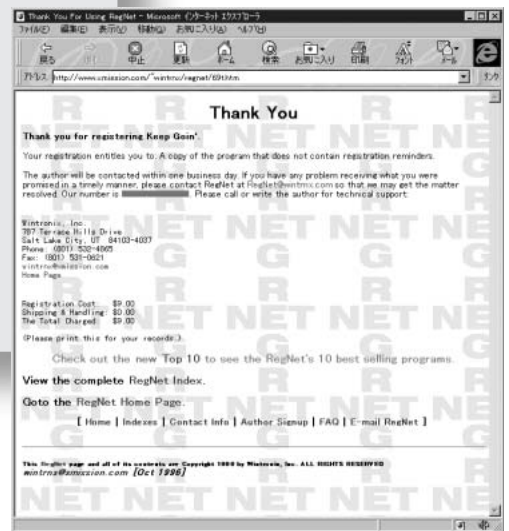 Thank You For Using RegNet - Microsoft インターネット エクスプローラ
ファイル(F) 編集(E) 表示(V) 移動(G) お気に入り(A) ヘルプ(H)
戻る 中止 更新 ホーム 検索 お気に入り 印刷 フォント メール
アドレス http://www.xmission.com/~wintrnx/regnet/69t.htm リンク
Thank You
Thank you for registering Keep Goin'.
Your registration entitles you to: A copy of the program that does not contain registration reminders.
The author will be contacted within one business day. If you have any problem receiving what you were
promised in a timely manner, please contact RegNet at RegNet@wintrnx.com so that we may get the matter
resolved. Our number is Please call or write the author for technical support.
Wintronix, Inc.
787 Terrace Hills Drive
Salt Lake City, UT 84103-4037
Phone: (801) 532-4865
Fax: (801) 531-0621
wintrnx@xmission.com
Home Page
Registration Cost: $9.00
Shipping & Handling: $0.00
The Total Charged: $9.00
(Please print this for your records.)
Check out the new Top 10 to see the RegNet's 10 best selling programs.
View the complete RegNet Index.
Goto the RegNet Home Page.
[ Home | Indexes | Contact Info | Author Signup | FAQ | E-mail RegNet ]
This RegNet page and all of its contents are Copyright by Wintronix, Inc. ALL RIGHTS RESERVED
wintrnx@xmission.com [Oct 1996]